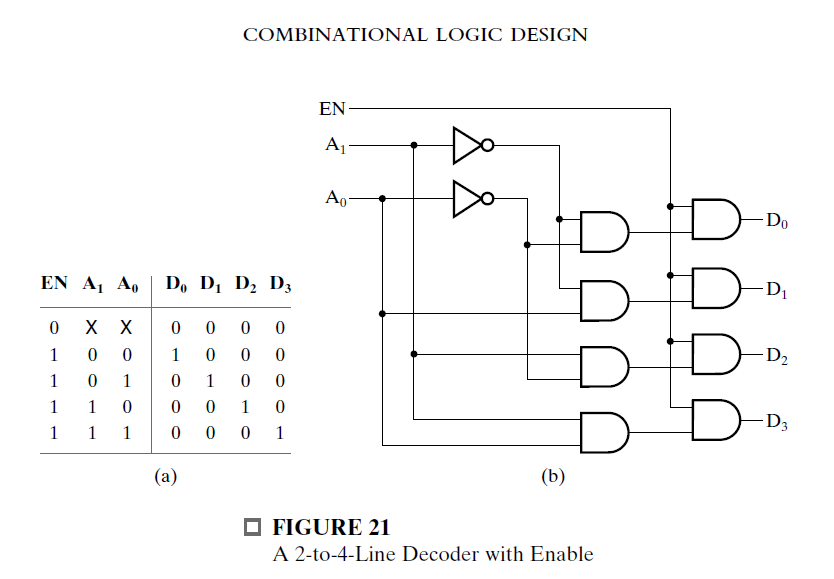 COMBINATIONAL LOGIC DESIGN
EN
A1
A0
D0
D1
D2
D3
EN A1 A0 D0 D1 D2 D3
0 X X 0 0 0 0
1 0 0 1 0 0 0
1 0 1 0 1 0 0
1 1 0 0 0 1 0
1 1 1 0 0 0 1
(a)
(b)
FIGURE 21
A 2-to-4-Line Decoder with Enable